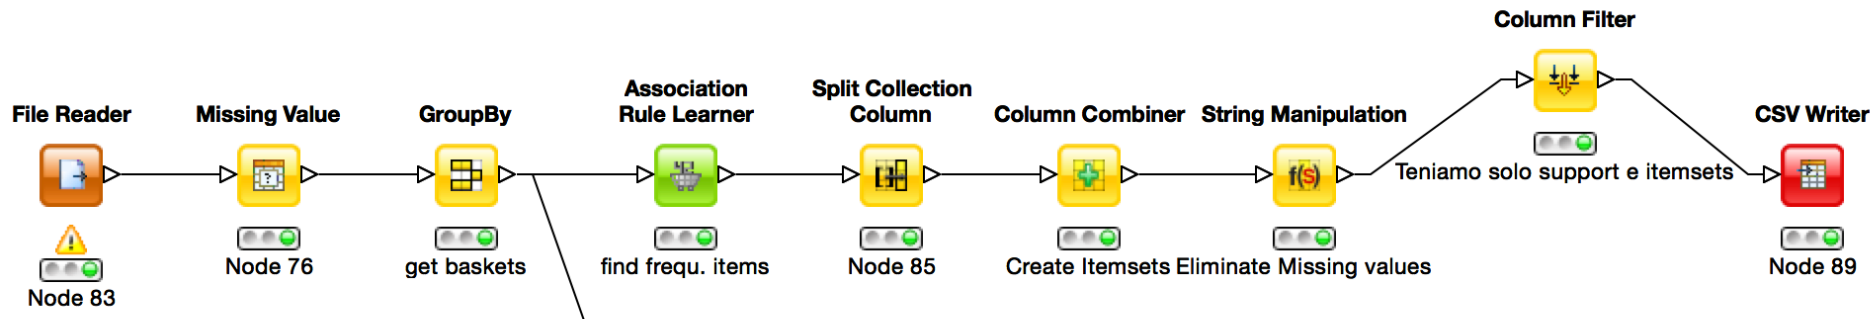 Column Filter
Association
Rule Learner
Split Collection
Column
File Reader
Missing Value
GroupBy
Column Combiner
String Manipulation
CSV Writer
?
f(S)
Teniamo solo support e itemsets
Node 76
get baskets
find frequ. items
Node 85
Create Itemsets
Eliminate Missing values
Node 89
Node 83